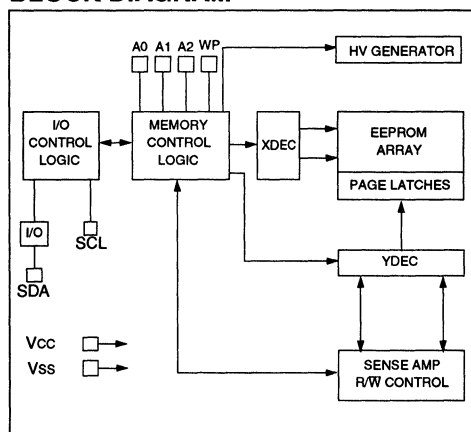 BLOCK DIAGRAM
A0 A1 A2 WP
HV GENERATOR
I/O
CONTROL
LOGIC
MEMORY
CONTROL
LOGIC
XDEC
EEPROM
ARRAY
PAGE LATCHES
I/O
SCL
SDA
YDEC
VCC
VSS
SENSE AMP
R/W̅ CONTROL